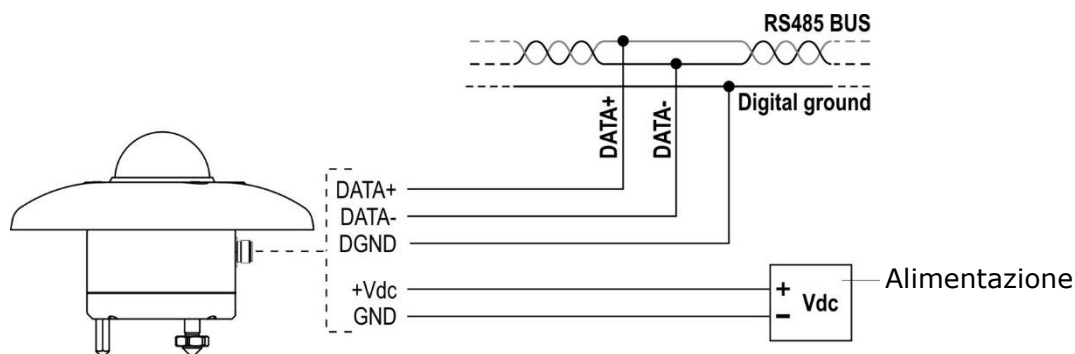 RS485 BUS
Digital ground
DATA+
DATA-
DATA+
DATA-
DGND
+Vdc
GND
+
Vdc
−
Alimentazione